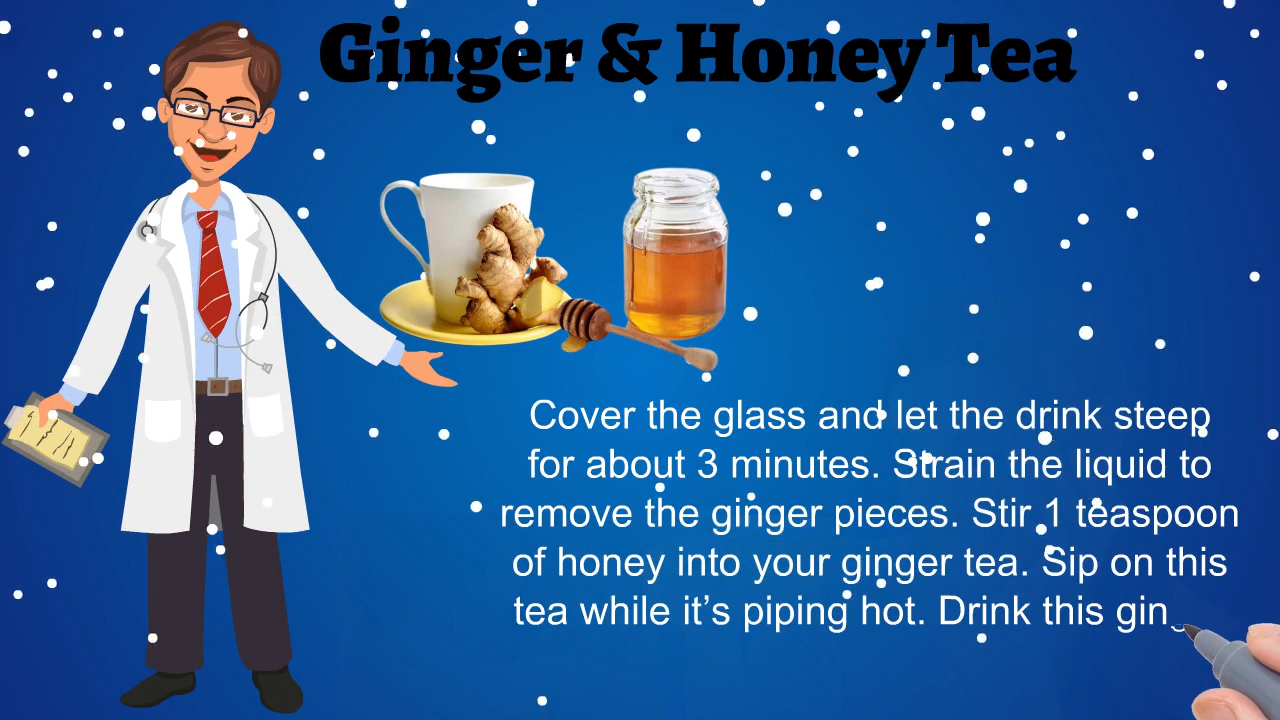 Ginger & Honey Tea
Cover the glass and let the drink steep
for about 3 minutes. Strain the liquid to
remove the ginger pieces. Stir 1 teaspoon
of honey into your ginger tea. Sip on this
tea while it’s piping hot. Drink this gin